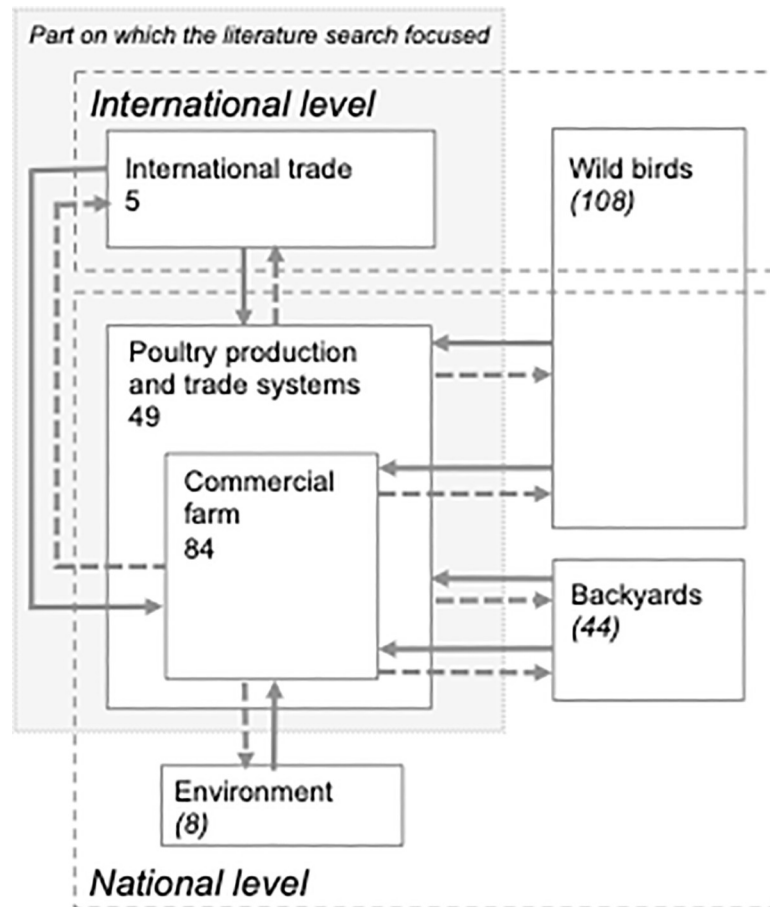 Part on which the literature search focused
International level
International trade
5
Wild birds
(108)
Poultry production
and trade systems
49
Commercial
farm
84
Backyards
(44)
Environment
(8)
National level